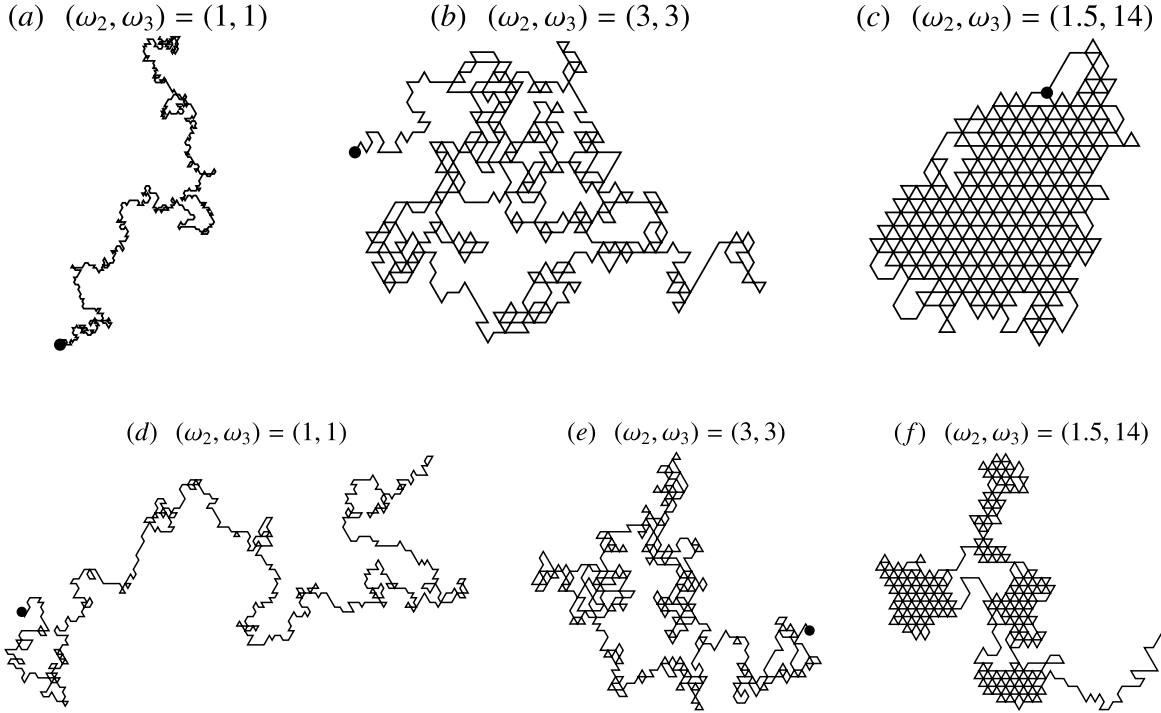 (a) (ω₂, ω₃) = (1, 1)
(b) (ω₂, ω₃) = (3, 3)
(c) (ω₂, ω₃) = (1.5, 14)
(d) (ω₂, ω₃) = (1, 1)
(e) (ω₂, ω₃) = (3, 3)
(f) (ω₂, ω₃) = (1.5, 14)